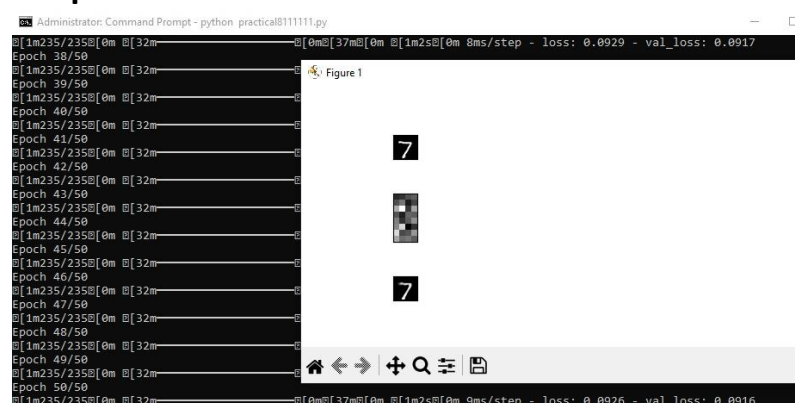 Administrator: Command Prompt - python practical8111111.py
[1m235/235[0m [32m━━━━━━━━━━━━━━━━━━━━[0m[37m[0m [1m2s[0m 8ms/step - loss: 0.0929 - val_loss: 0.0917
Epoch 38/50
[1m235/235[0m [32m━━━━━━━━━━━━━━━━━━━━
Figure 1
Epoch 39/50
[1m235/235[0m [32m━━━━━━━━━━━━━━━━━━━━
Epoch 40/50
[1m235/235[0m [32m━━━━━━━━━━━━━━━━━━━━
Epoch 41/50
[1m235/235[0m [32m━━━━━━━━━━━━━━━━━━━━
7
Epoch 42/50
[1m235/235[0m [32m━━━━━━━━━━━━━━━━━━━━
Epoch 43/50
[1m235/235[0m [32m━━━━━━━━━━━━━━━━━━━━
Epoch 44/50
[1m235/235[0m [32m━━━━━━━━━━━━━━━━━━━━
Epoch 45/50
[1m235/235[0m [32m━━━━━━━━━━━━━━━━━━━━
Epoch 46/50
[1m235/235[0m [32m━━━━━━━━━━━━━━━━━━━━
7
Epoch 47/50
[1m235/235[0m [32m━━━━━━━━━━━━━━━━━━━━
Epoch 48/50
[1m235/235[0m [32m━━━━━━━━━━━━━━━━━━━━
Epoch 49/50
[1m235/235[0m [32m━━━━━━━━━━━━━━━━━━━━
Epoch 50/50
[1m235/235[0m [32m━━━━━━━━━━━━━━━━━━━━[0m[37m[0m [1m2s[0m 9ms/step - loss: 0.0926 - val_loss: 0.0916